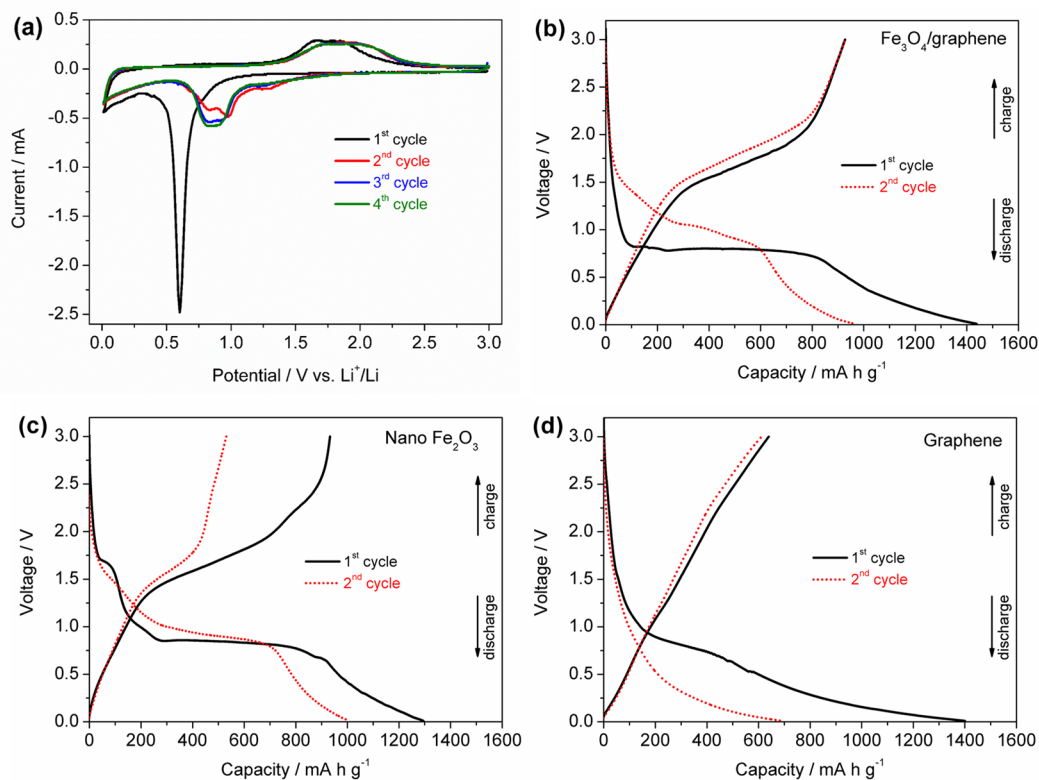 (a)
0.5
0.0
-0.5
-1.0
-1.5
-2.0
-2.5
Current / mA
1st cycle
2nd cycle
3rd cycle
4th cycle
0.0 0.5 1.0 1.5 2.0 2.5 3.0
Potential / V vs. Li+/Li
(b)
Fe3O4/graphene
3.0
2.5
2.0
1.5
1.0
0.5
0.0
Voltage / V
1st cycle
2nd cycle
charge
discharge
0 200 400 600 800 1000 1200 1400 1600
Capacity / mA h g-1
(c)
Nano Fe2O3
3.0
2.5
2.0
1.5
1.0
0.5
0.0
Voltage / V
1st cycle
2nd cycle
charge
discharge
0 200 400 600 800 1000 1200 1400 1600
Capacity / mA h g-1
(d)
Graphene
3.0
2.5
2.0
1.5
1.0
0.5
0.0
Voltage / V
1st cycle
2nd cycle
charge
discharge
0 200 400 600 800 1000 1200 1400 1600
Capacity / mA h g-1